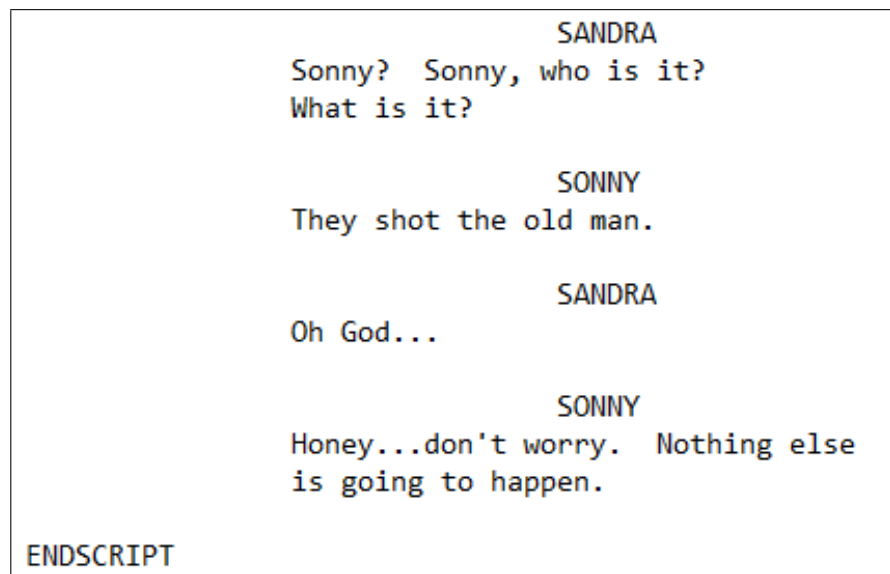 SANDRA
Sonny?  Sonny, who is it?
What is it?
SONNY
They shot the old man.
SANDRA
Oh God...
SONNY
Honey...don't worry.  Nothing else
is going to happen.
ENDSCRIPT